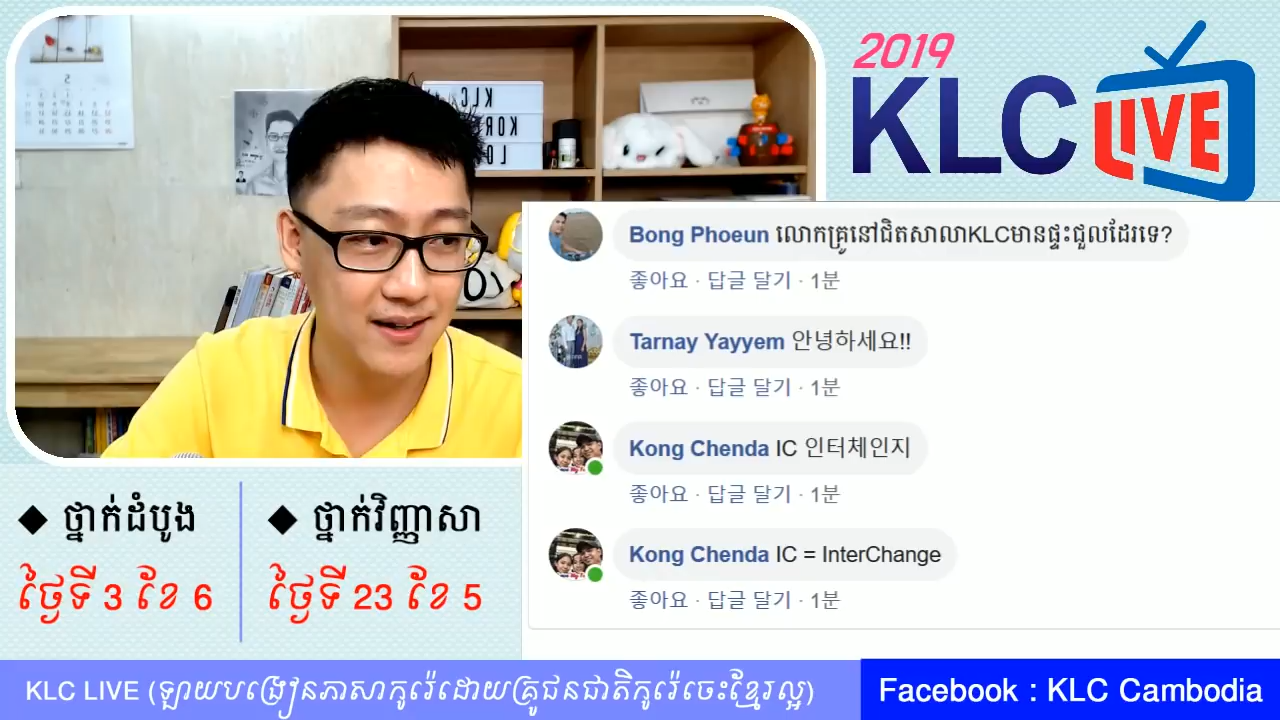 2019
KLC LIVE
KLC
Bong Phoeun លោកគ្រូនៅជិតសាលាKLCមានផ្ទះជួលដែរទេ?
좋아요 · 답글 달기 · 1분
Tarnay Yayyem 안녕하세요!!
좋아요 · 답글 달기 · 1분
Kong Chenda IC 인터체인지
좋아요 · 답글 달기 · 1분
Kong Chenda IC = InterChange
좋아요 · 답글 달기 · 1분
◆ ថ្នាក់ដំបូង
ថ្ងៃទី 3 ខែ 6
◆ ថ្នាក់វិញ្ញាសា
ថ្ងៃទី 23 ខែ 5
KLC LIVE (ឡាយបង្រៀនភាសាកូរ៉េដោយគ្រូជនជាតិកូរ៉េចេះខ្មែរល្អ)
Facebook : KLC Cambodia